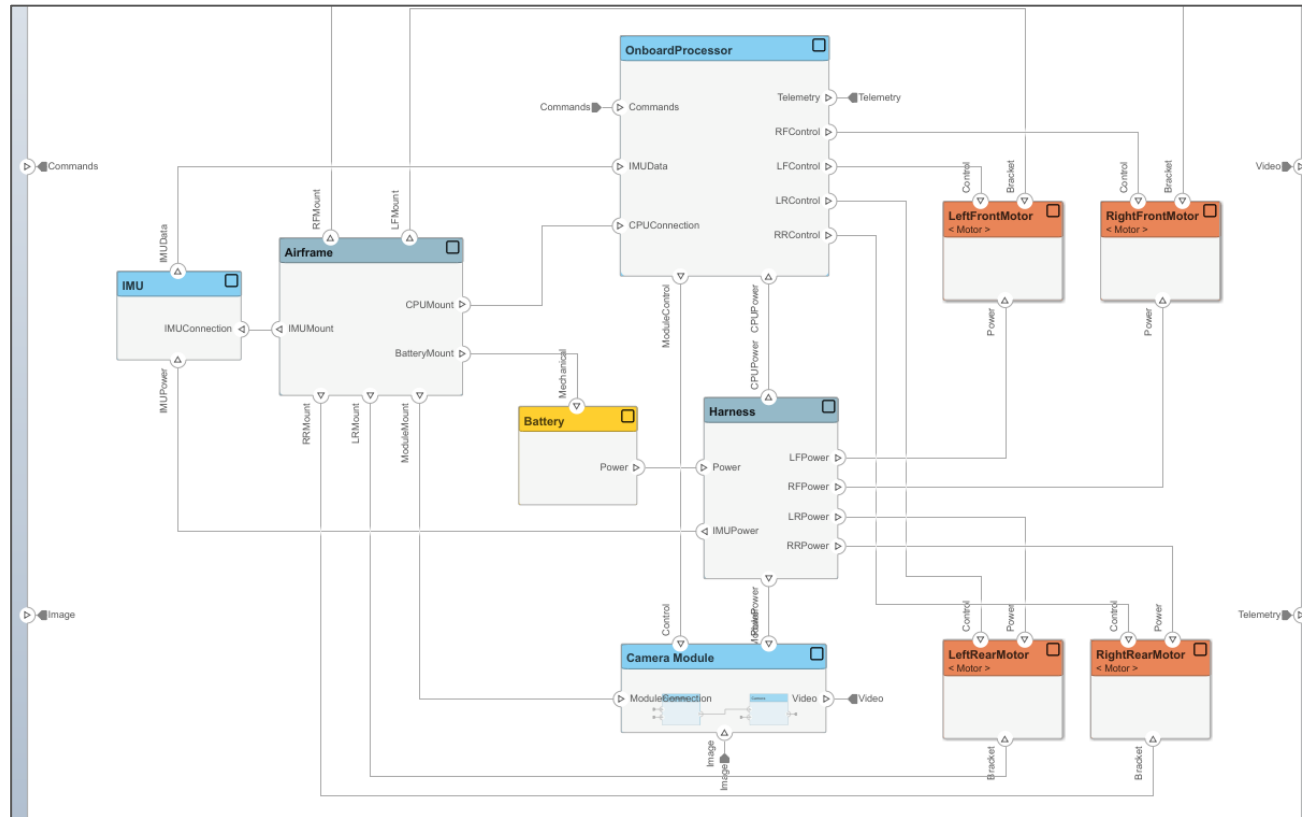 OnboardProcessor
Commands
Commands
Telemetry
Telemetry
RFControl
IMUData
LFControl
CPUConnection
LRControl
RRControl
ModuleControl
CPUPower
Commands
Video
Control
Bracket
Control
Bracket
LeftFrontMotor
< Motor >
RightFrontMotor
< Motor >
Power
Power
RFMount
LFMount
IMUData
Airframe
IMU
IMUConnection
IMUMount
CPUMount
BatteryMount
IMUPower
RRMount
LRMount
ModuleMount
Mechanical
Battery
Power
CPUPower
Harness
Power
LFPower
RFPower
LRPower
IMUPower
RRPower
Image
Telemetry
Control
Power
Control
Power
Control
Power
LeftRearMotor
< Motor >
RightRearMotor
< Motor >
Bracket
Bracket
Camera Module
ModuleConnection
Video
Video
Image
Image